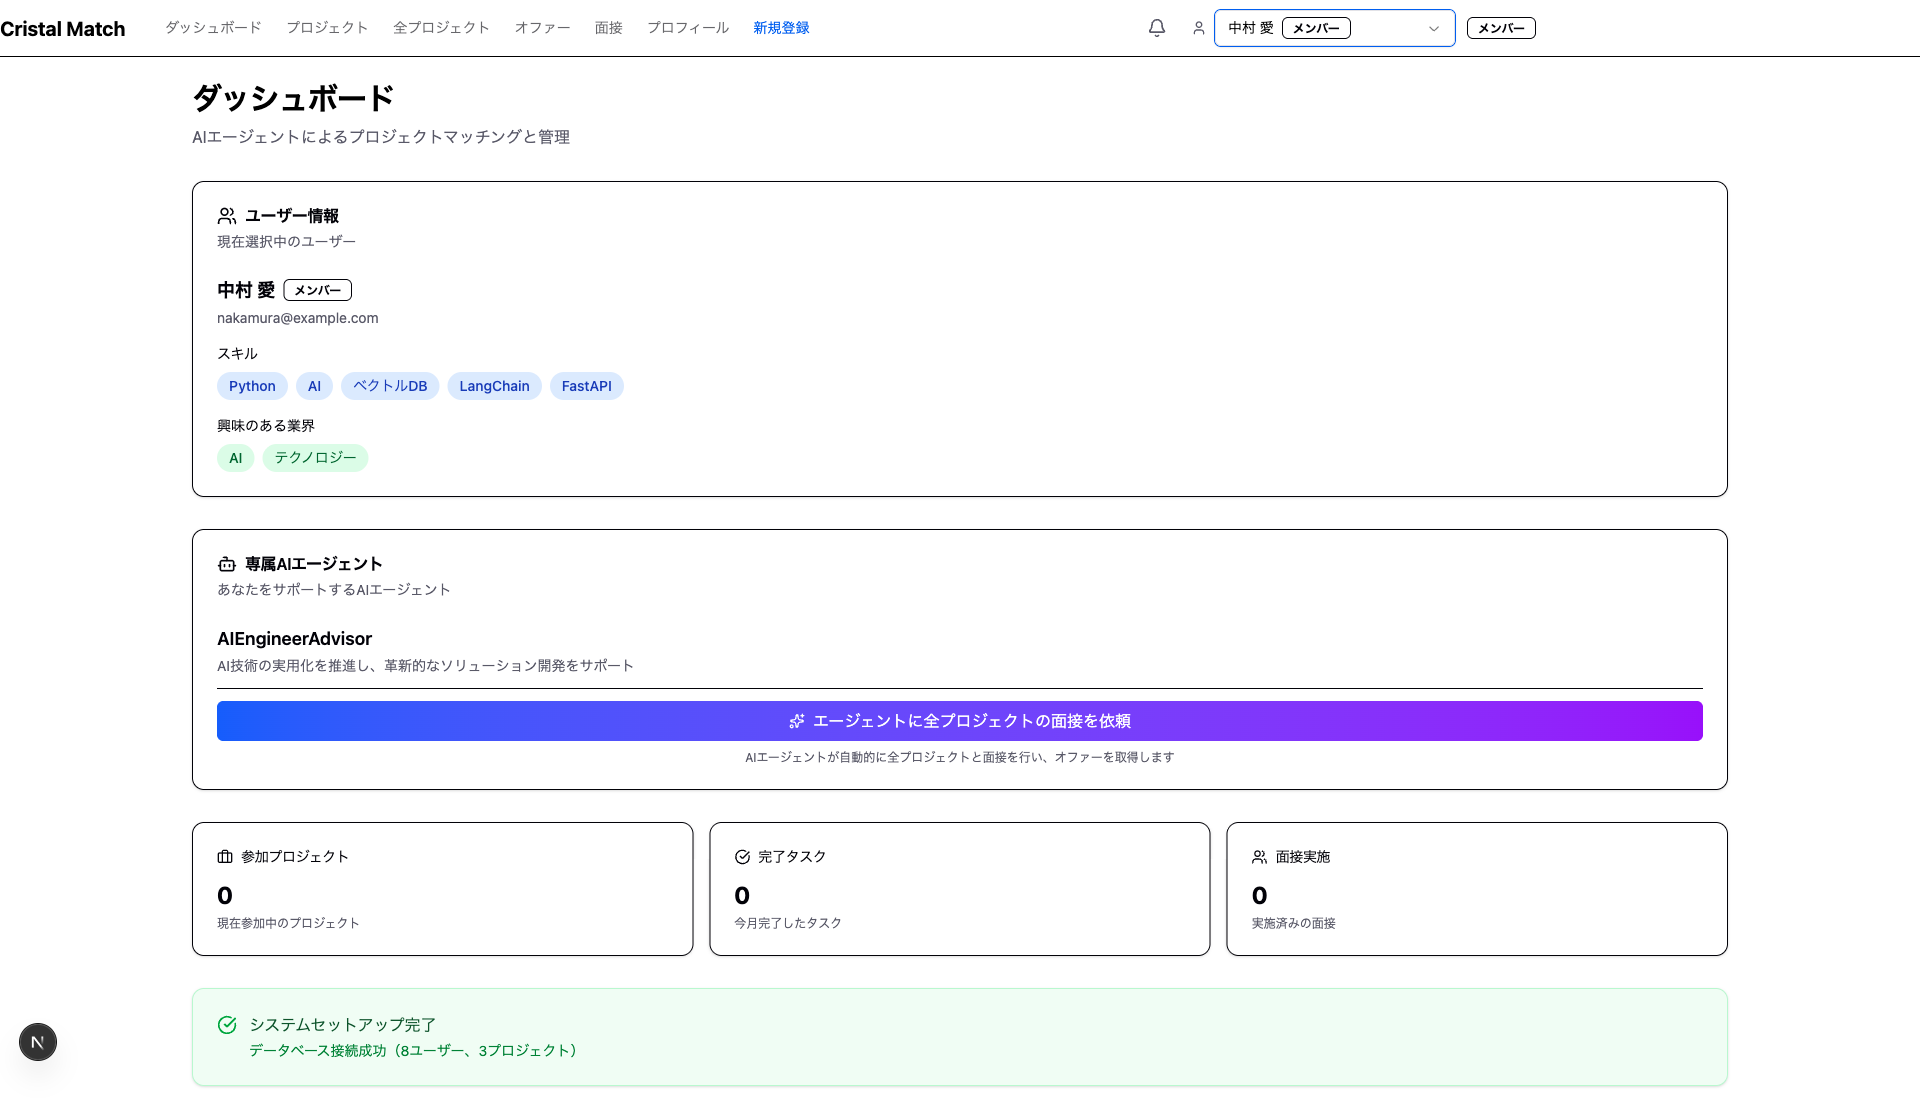 Cristal Match ダッシュボード プロジェクト 全プロジェクト オファー 面接 プロフィール 新規登録 中村 愛 メンバー メンバー
ダッシュボード
AIエージェントによるプロジェクトマッチングと管理
ユーザー情報
現在選択中のユーザー
中村 愛 メンバー
nakamura@example.com
スキル
Python AI ベクトルDB LangChain FastAPI
興味のある業界
AI テクノロジー
専属AIエージェント
あなたをサポートするAIエージェント
AIEngineerAdvisor
AI技術の実用化を推進し、革新的なソリューション開発をサポート
エージェントに全プロジェクトの面接を依頼
AIエージェントが自動的に全プロジェクトと面接を行い、オファーを取得します
参加プロジェクト
0
現在参加中のプロジェクト
完了タスク
0
今月完了したタスク
面接実施
0
実施済みの面接
システムセットアップ完了
データベース接続成功（8ユーザー、3プロジェクト）
N